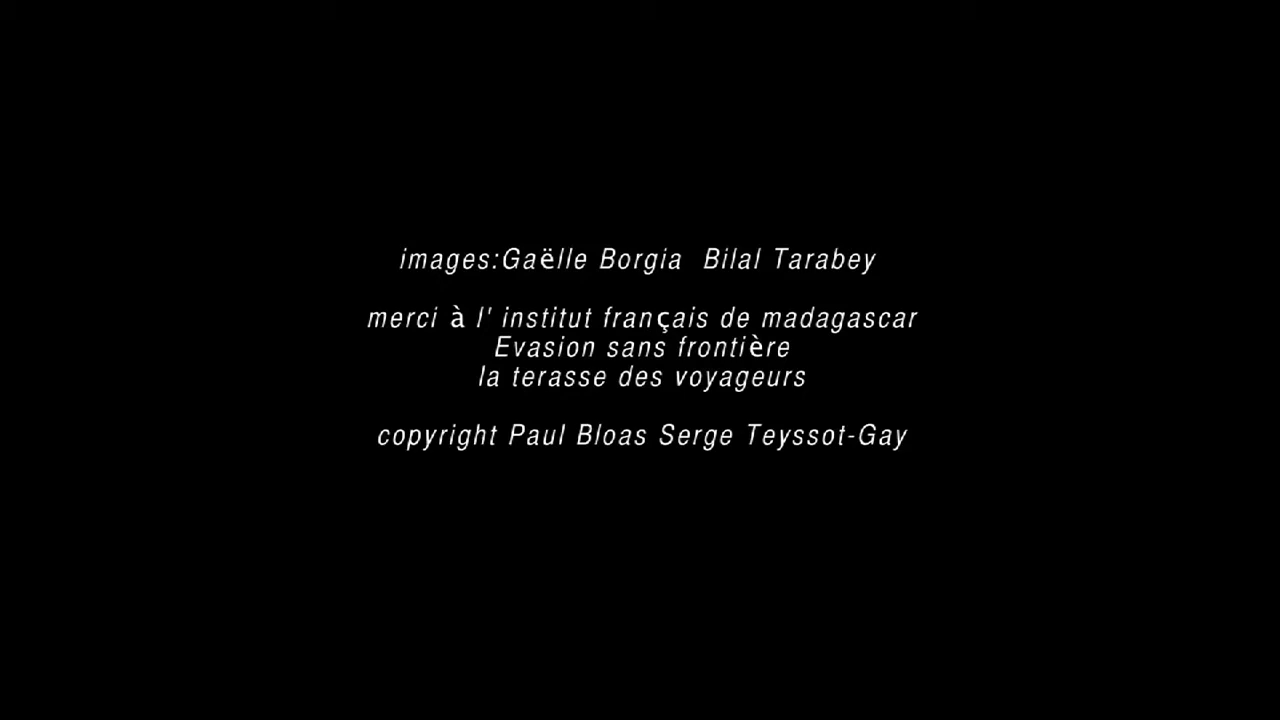 images:Gaëlle Borgia  Bilal Tarabey
merci à l' institut français de madagascar
Evasion sans frontière
la terasse des voyageurs
copyright Paul Bloas Serge Teyssot-Gay